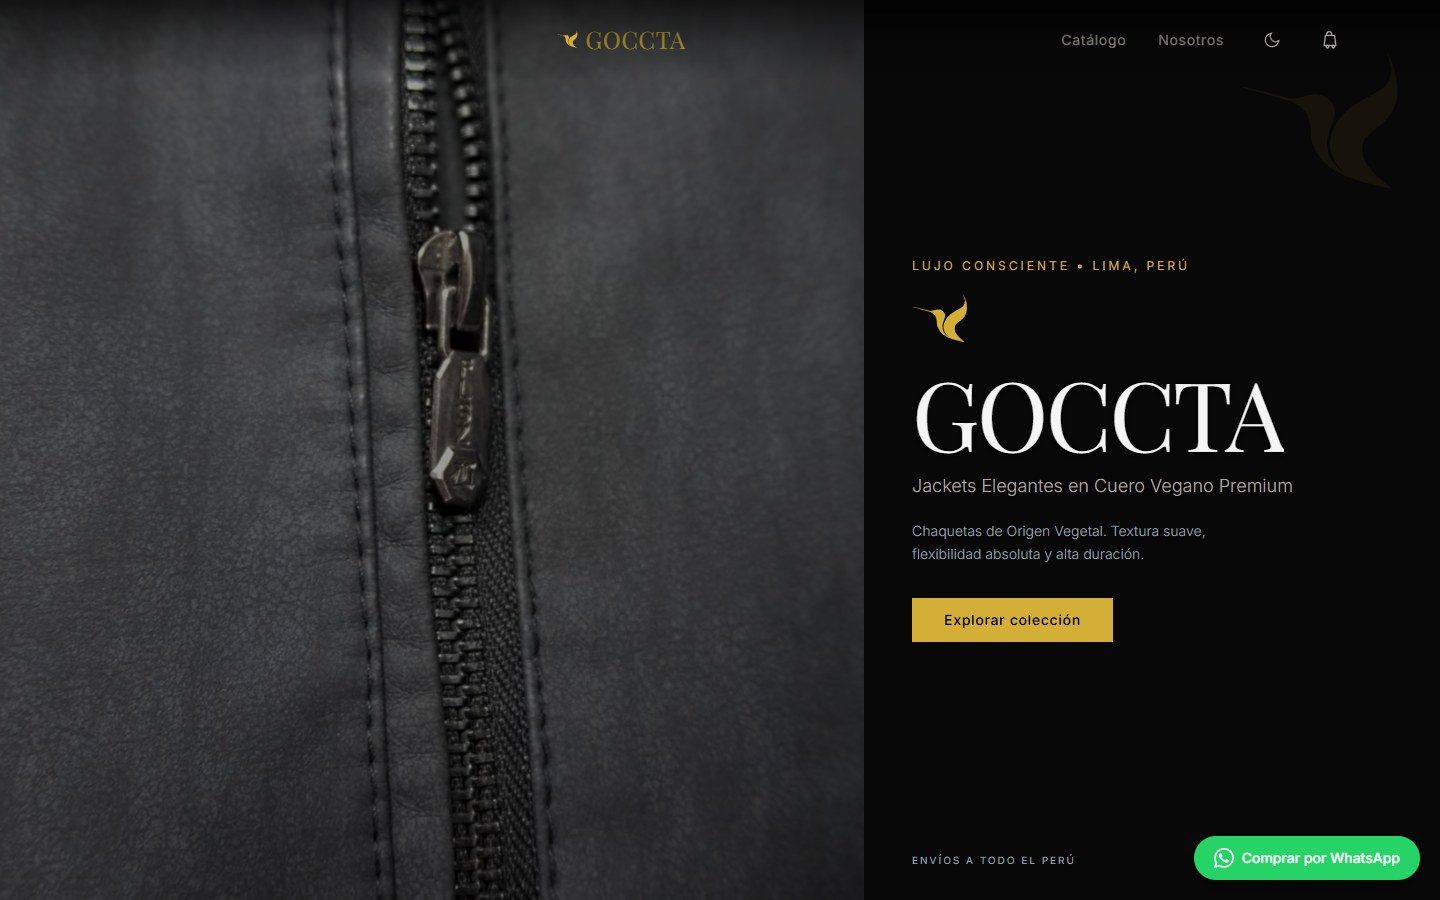 GOCCTA
Catálogo
Nosotros
LUJO CONSCIENTE • LIMA, PERÚ
GOCCTA
Jackets Elegantes en Cuero Vegano Premium
Chaquetas de Origen Vegetal. Textura suave,
flexibilidad absoluta y alta duración.
Explorar colección
ENVÍOS A TODO EL PERÚ
Comprar por WhatsApp